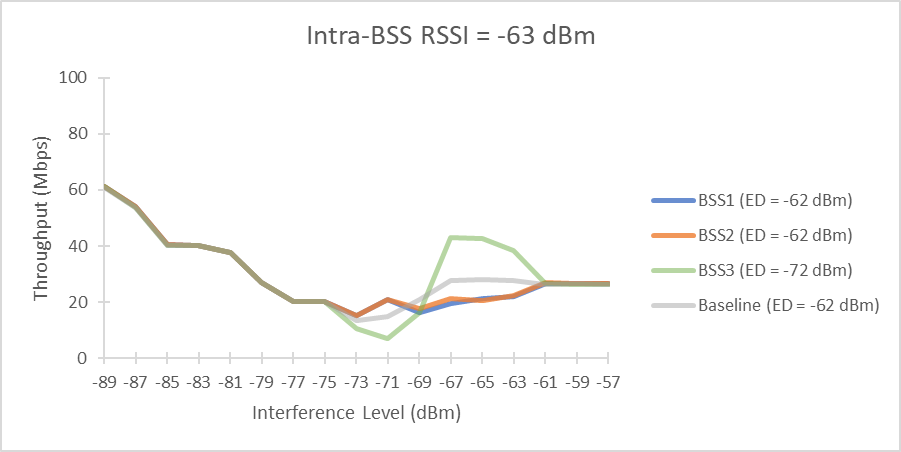 Intra-BSS RSSI = -63 dBm
100
80
60
40
20
0
Throughput (Mbps)
-89 -87 -85 -83 -81 -79 -77 -75 -73 -71 -69 -67 -65 -63 -61 -59 -57
Interference Level (dBm)
BSS1 (ED = -62 dBm)
BSS2 (ED = -62 dBm)
BSS3 (ED = -72 dBm)
Baseline (ED = -62 dBm)